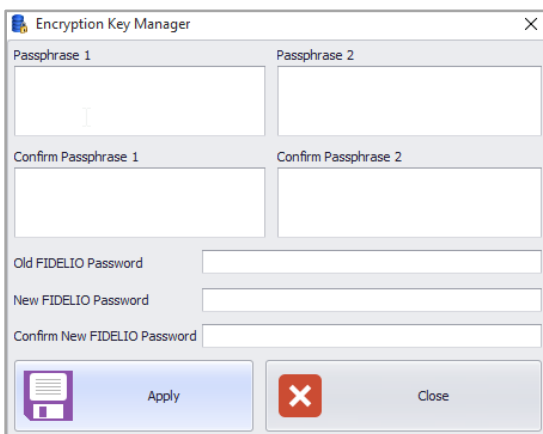 Encryption Key Manager
Passphrase 1
Passphrase 2
Confirm Passphrase 1
Confirm Passphrase 2
Old FIDELIO Password
New FIDELIO Password
Confirm New FIDELIO Password
Apply
Close